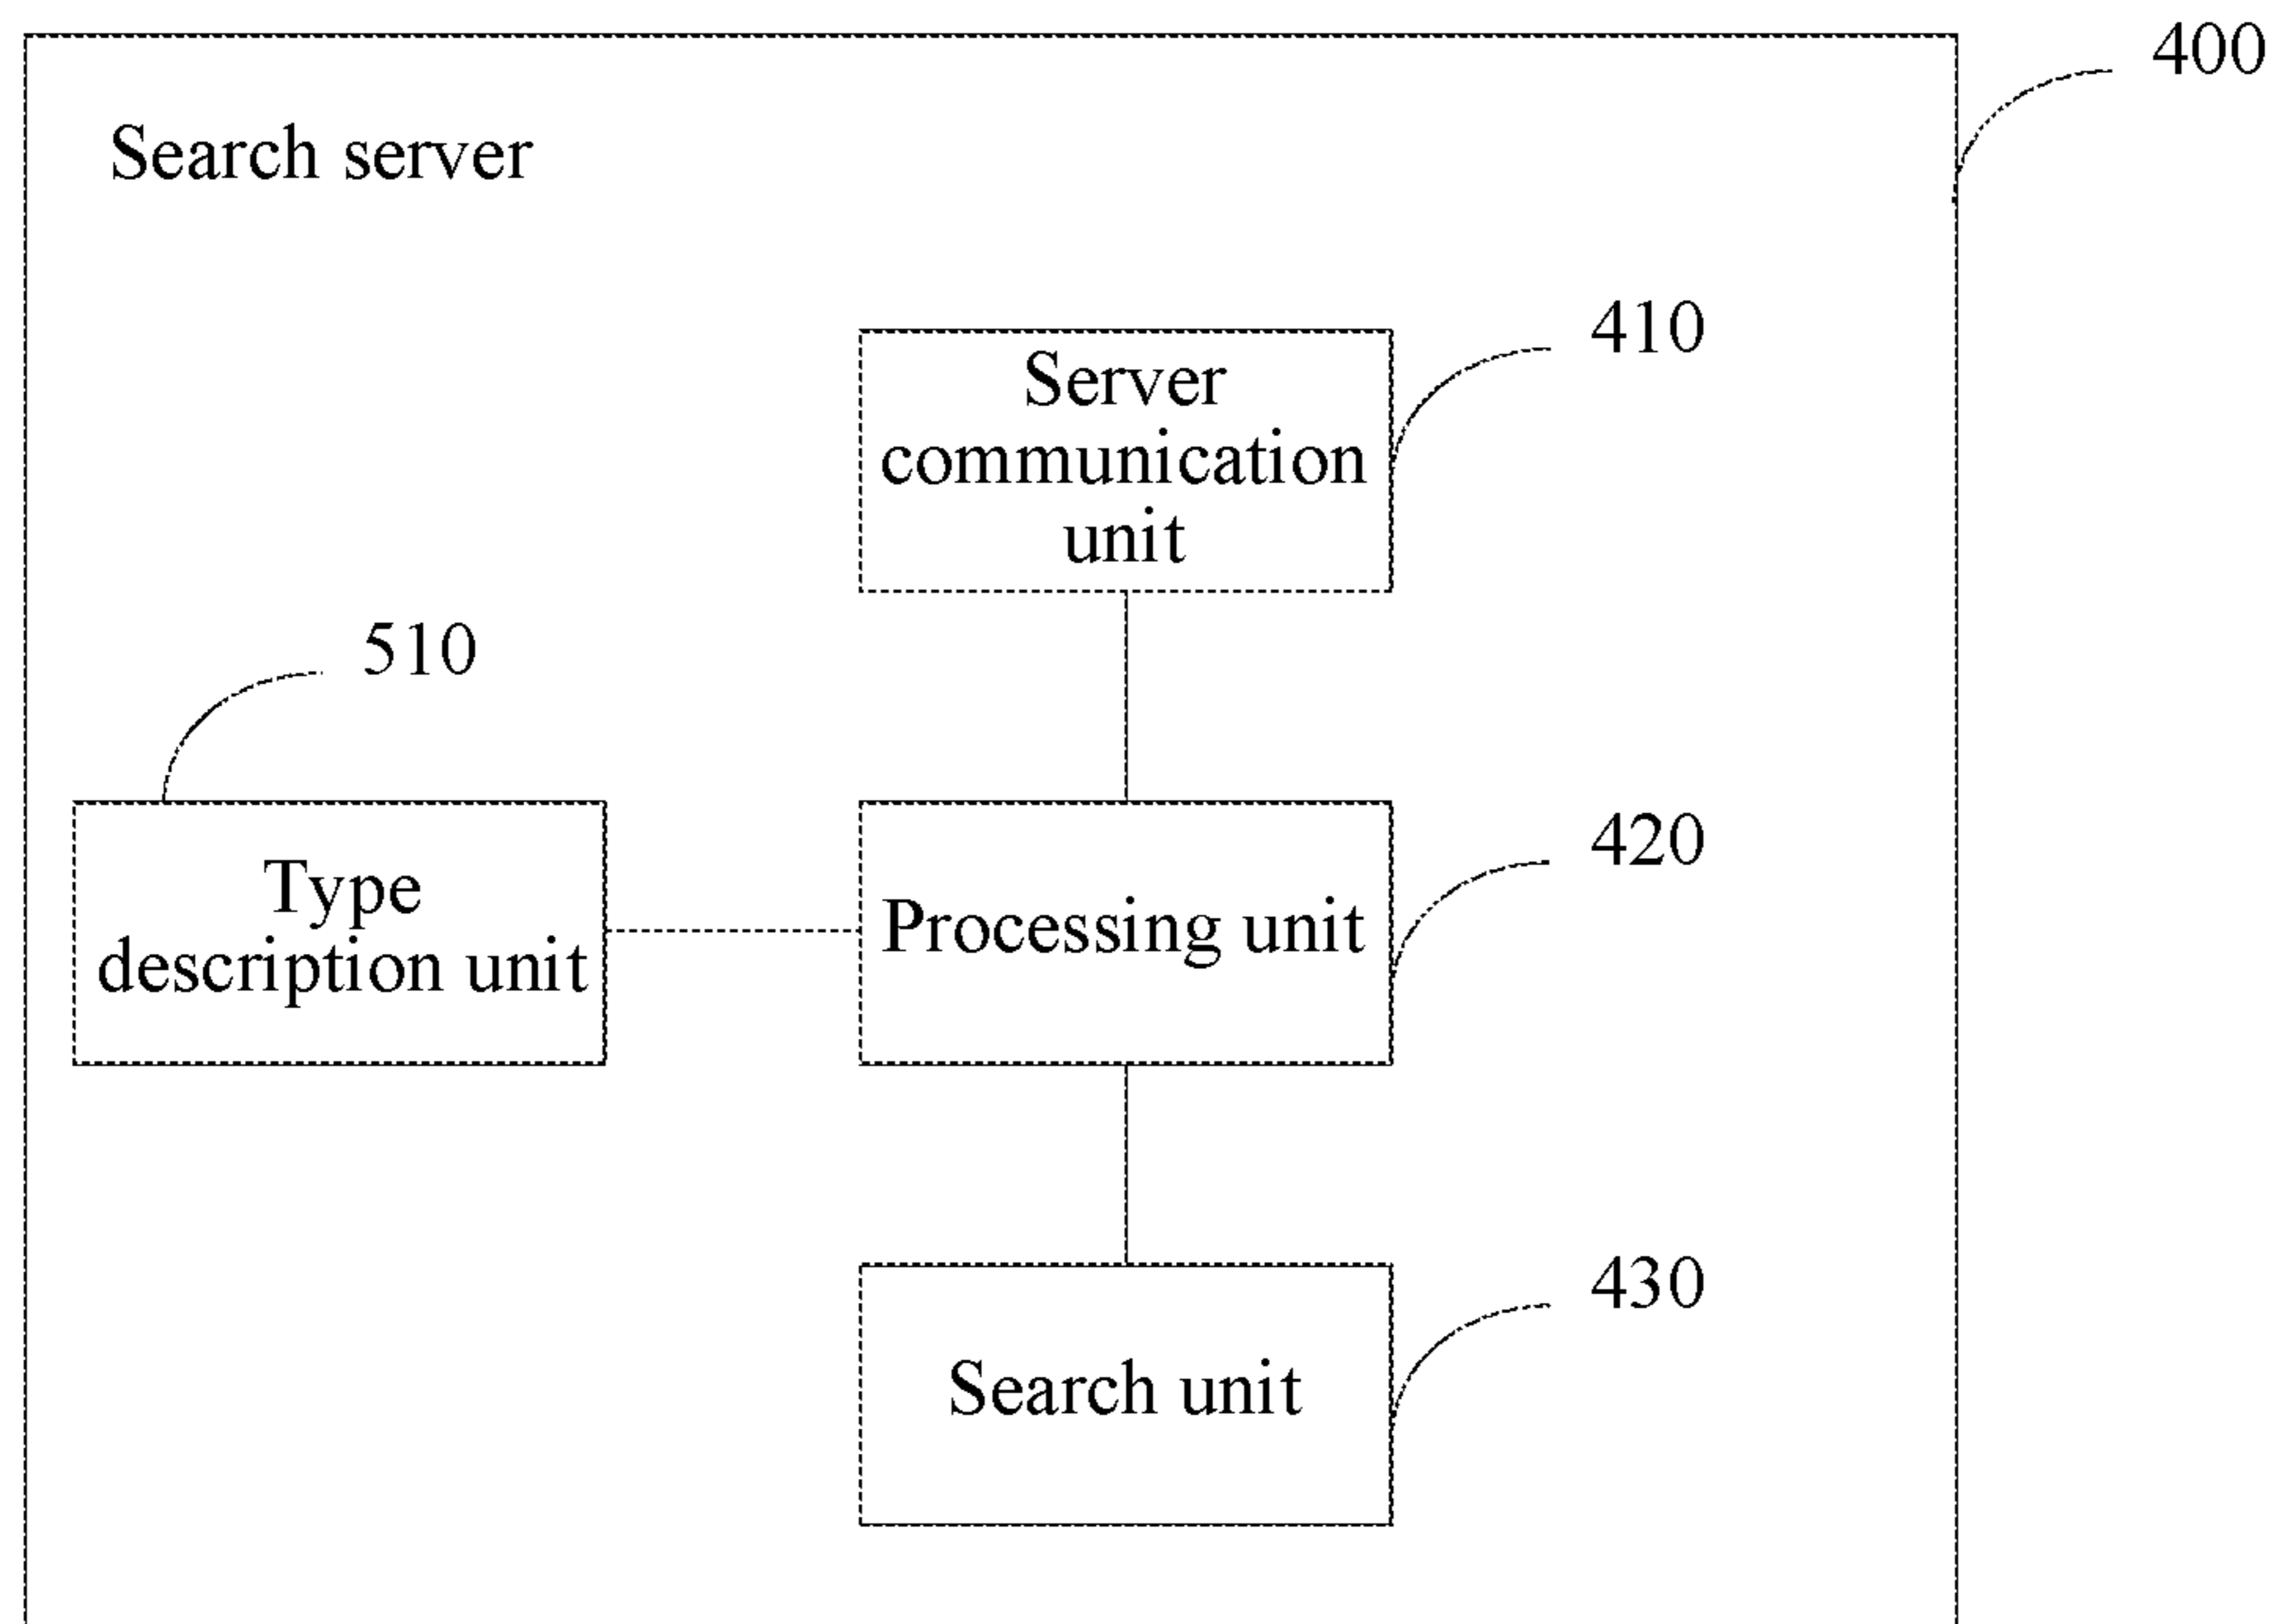 400
Search server
410
Server
communication
unit
510
420
Type
description unit
Processing unit
430
Search unit